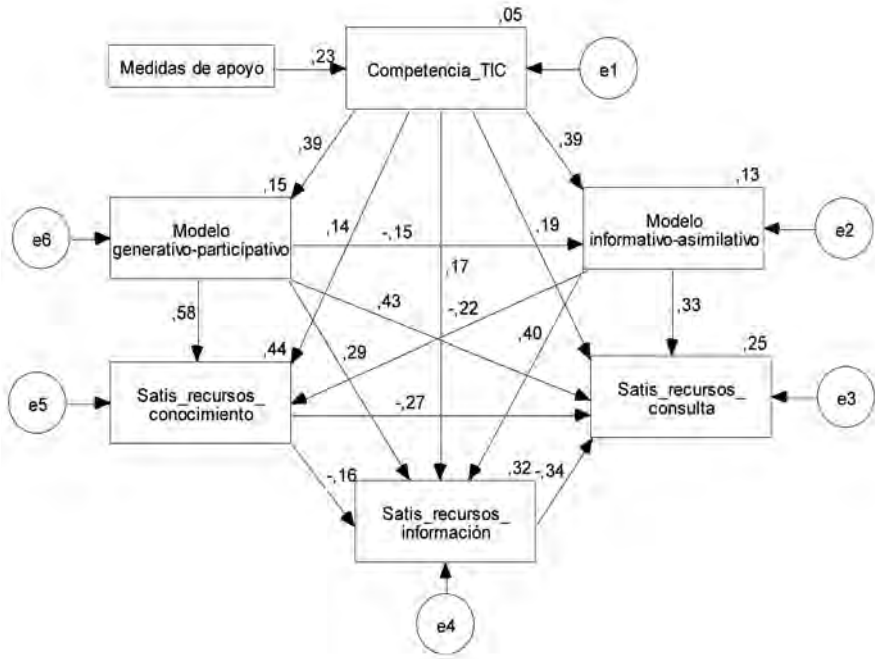 ,05
Medidas de apoyo
,23
Competencia_TIC
e1
,39
,39
,15
,13
e6
Modelo
generativo-participativo
,14
-,15
,19
Modelo
informativo-asimilativo
e2
,17
,58
,43
-,22
,33
,44
,29
,40
,25
e5
Satis_recursos_
conocimiento
-,27
Satis_recursos_
consulta
e3
-,16
,32
-,34
Satis_recursos_
información
e4